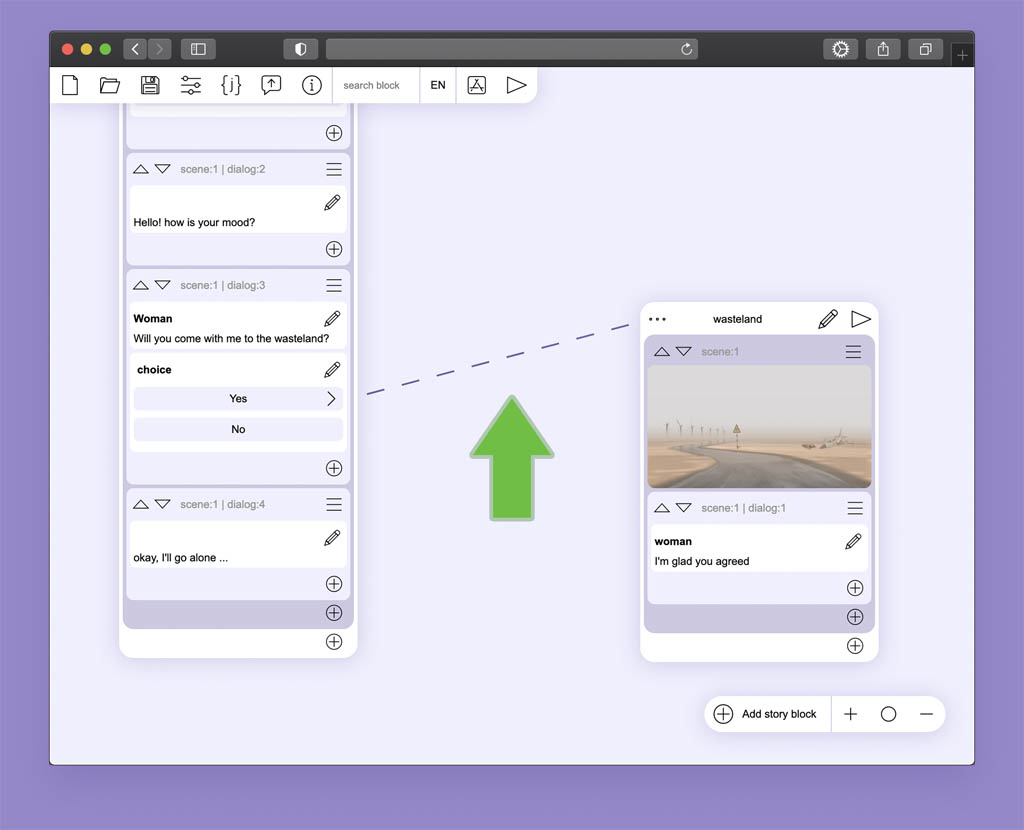 {j}
search block
EN
scene:1 | dialog:2
Hello! how is your mood?
scene:1 | dialog:3
Woman
Will you come with me to the wasteland?
choice
Yes
No
scene:1 | dialog:4
okay, I'll go alone ...
wasteland
scene:1
scene:1 | dialog:1
woman
I'm glad you agreed
Add story block